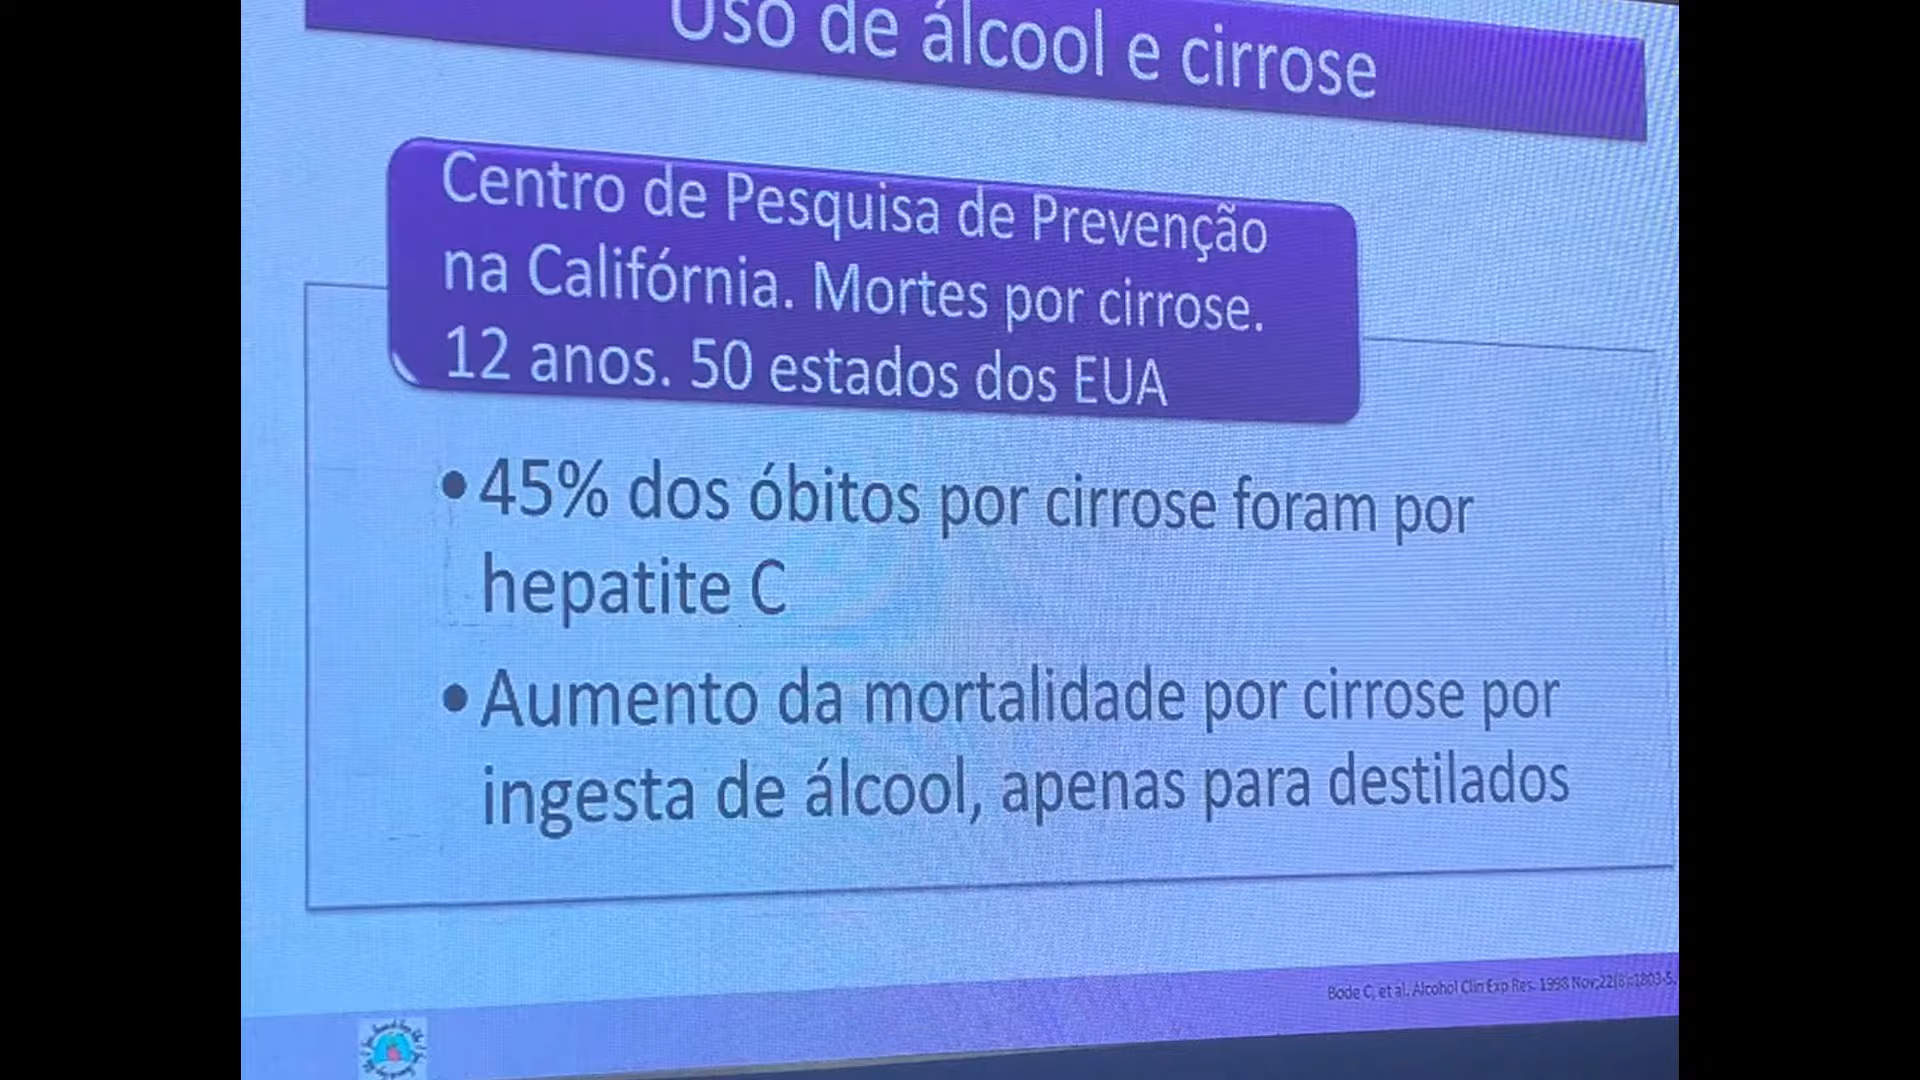 Uso de álcool e cirrose
Centro de Pesquisa de Prevenção
na Califórnia. Mortes por cirrose.
12 anos. 50 estados dos EUA
•45% dos óbitos por cirrose foram por
hepatite C
•Aumento da mortalidade por cirrose por
ingesta de álcool, apenas para destilados
Bode C, et al. Alcohol Clin Exp Res. 1998 Nov;22(8):1803-5.